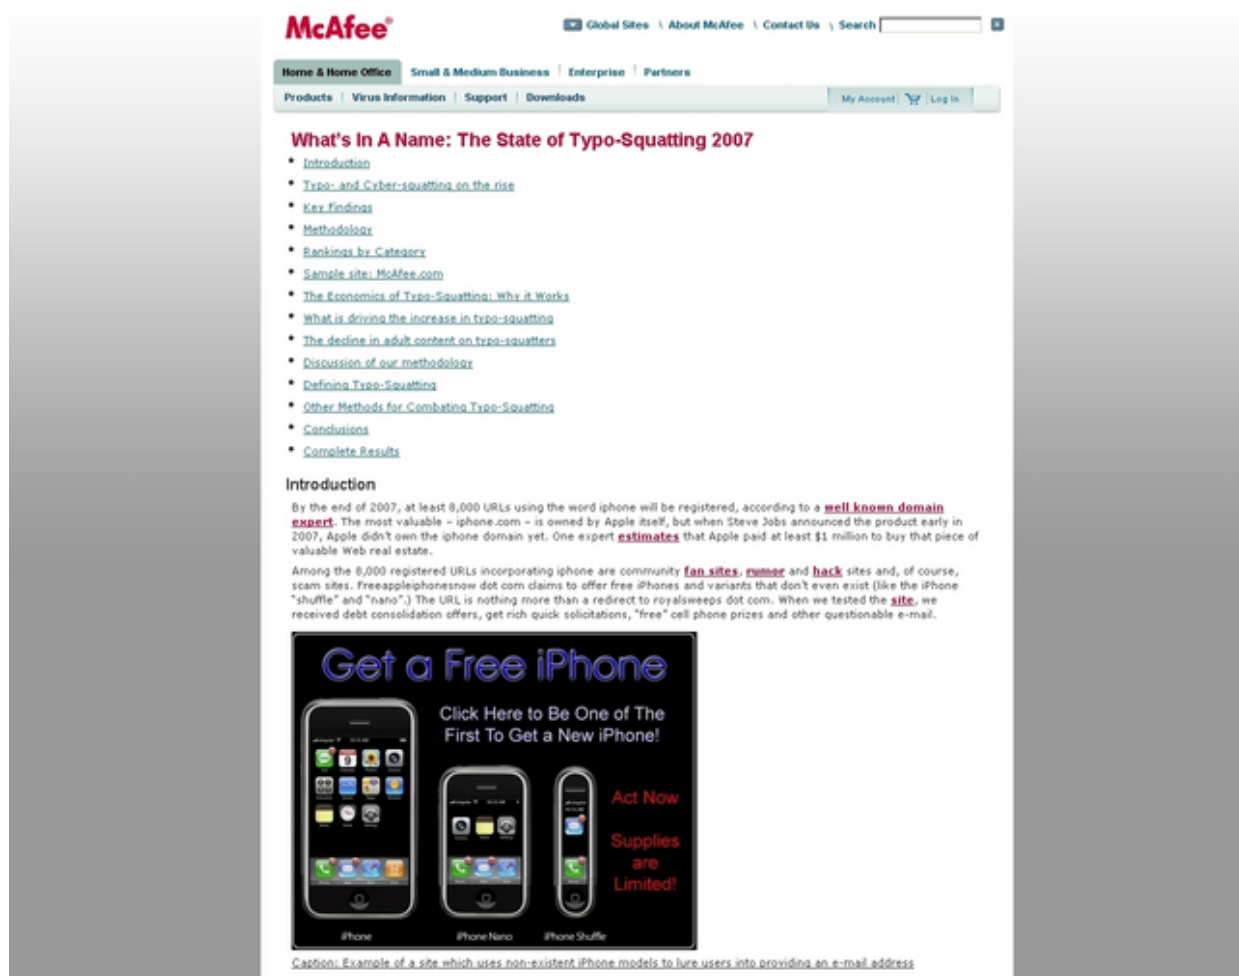 McAfee®
Global Sites \ About McAfee \ Contact Us \ Search
Home & Home Office Small & Medium Business Enterprise Partners
Products Virus Information Support Downloads My Account Log In
What's In A Name: The State of Typo-Squatting 2007
• Introduction
• Typo- and Cyber-squatting on the rise
• Key Findings
• Methodology
• Rankings by Category
• Sample site: McAfee.com
• The Economics of Typo-Squatting: Why it Works
• What is driving the increase in typo-squatting
• The decline in adult content on typo-squatters
• Discussion of our methodology
• Defining Typo-Squatting
• Other Methods for Combating Typo-Squatting
• Conclusions
• Complete Results
Introduction
By the end of 2007, at least 8,000 URLs using the word iphone will be registered, according to a well known domain
expert. The most valuable – iphone.com – is owned by Apple itself, but when Steve Jobs announced the product early in
2007, Apple didn't own the iphone domain yet. One expert estimates that Apple paid at least $1 million to buy that piece of
valuable Web real estate.
Among the 8,000 registered URLs incorporating iphone are community fan sites, rumor and hack sites and, of course,
scam sites. Freeappleiphonesnow dot com claims to offer free iPhones and variants that don't even exist (like the iPhone
"shuffle" and "nano".) The URL is nothing more than a redirect to royalsweeps dot com. When we tested the site, we
received debt consolidation offers, get rich quick solicitations, "free" cell phone prizes and other questionable e-mail.
Get a Free iPhone
Click Here to Be One of The
First To Get a New iPhone!
Act Now
Supplies
are
Limited!
iPhone iPhone Nano iPhone Shuffle
Caption: Example of a site which uses non-existent iPhone models to lure users into providing an e-mail address